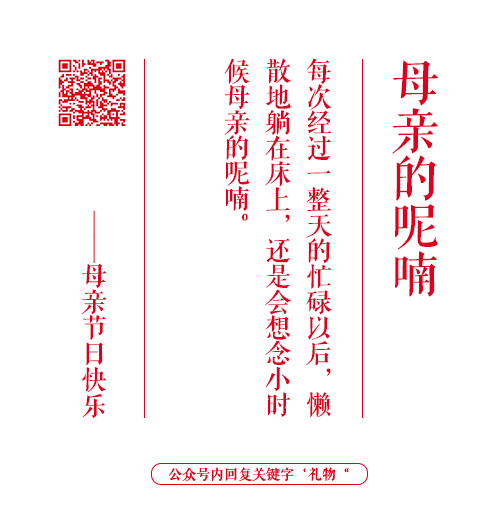 母亲的呢喃
每次经过一整天的忙碌以后，懒
散地躺在床上，还是会想念小时
候母亲的呢喃。
——母亲节日快乐
公众号内回复关键字‘礼物“